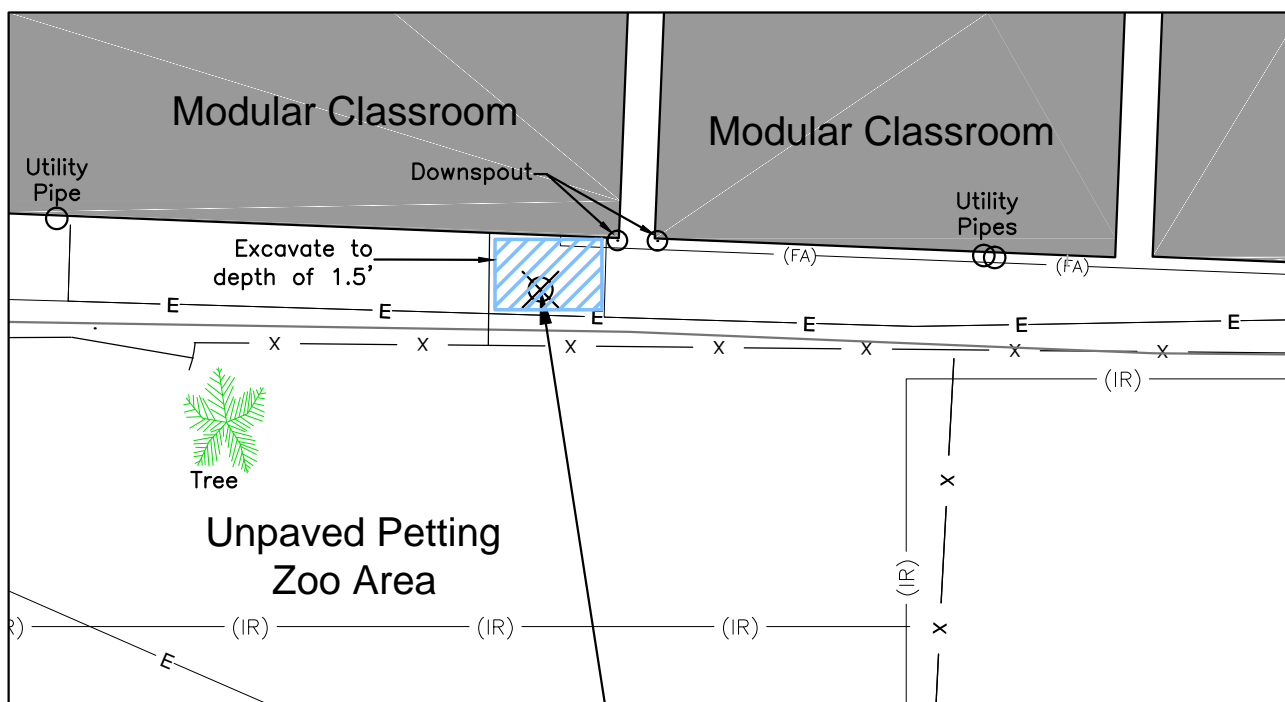 Modular Classroom
Modular Classroom
Utility
Pipe
Downspout
Utility
Pipes
Excavate to
depth of 1.5'
(FA)
(FA)
E
E
E
E
E
E
X
X
X
X
X
X
X
(IR)
Tree
X
Unpaved Petting
Zoo Area
(IR)
R)
(IR)
(IR)
(IR)
X
E